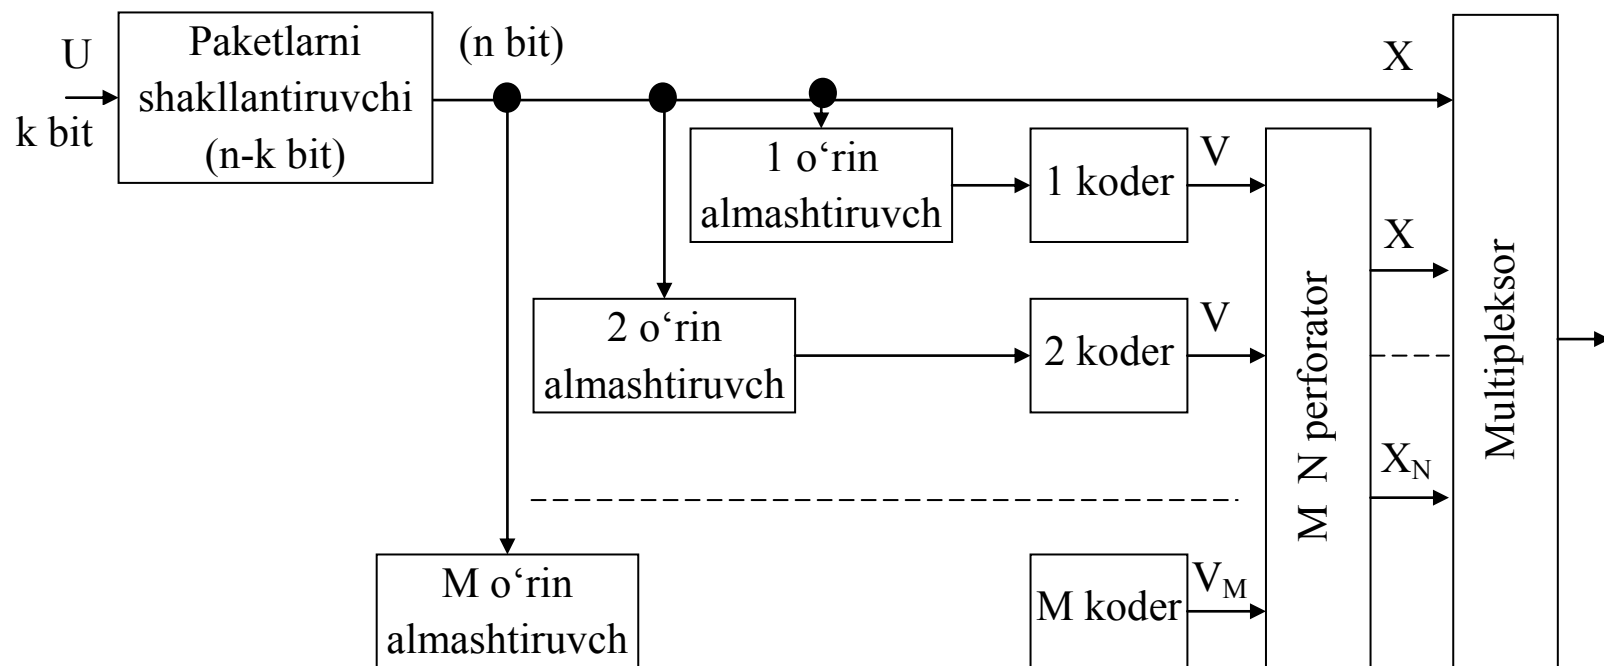 U
k bit
Paketlarni
shakllantiruvchi
(n-k bit)
(n bit)
X
1 o‘rin
almashtiruvch
1 koder
V
X
2 o‘rin
almashtiruvch
2 koder
V
X_N
M o‘rin
almashtiruvch
M koder
V_M
M N perforator
Multipleksor